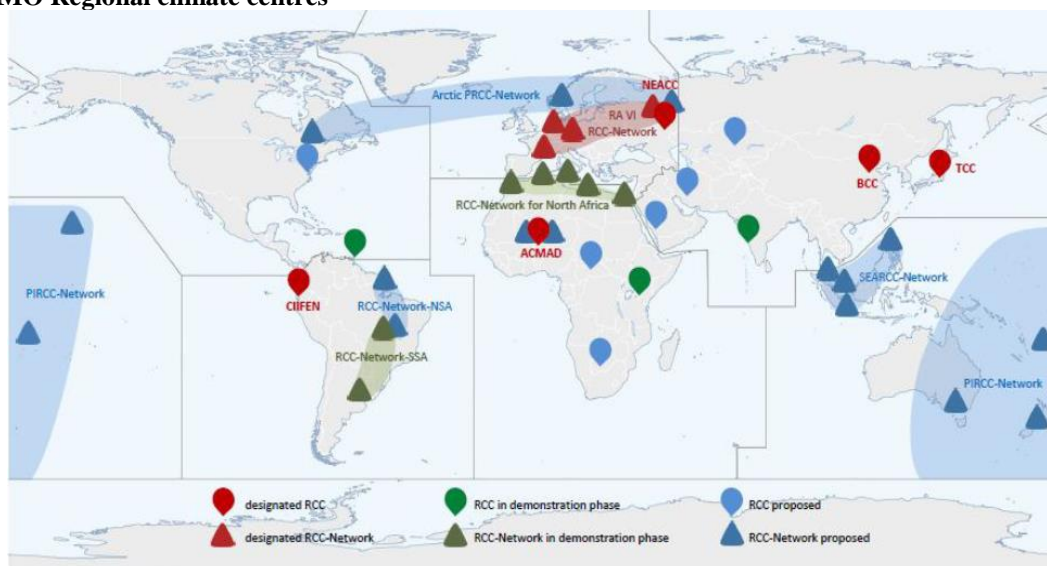 MO Regional climate centres
Arctic PRCC-Network
NEACC
RA VI
RCC-Network
BCC
TCC
RCC-Network for North Africa
ACMAD
CIIFEN
PIRCC-Network
RCC-Network-NSA
RCC-Network-SSA
SEARCC-Network
PIRCC-Network
designated RCC
RCC in demonstration phase
RCC proposed
designated RCC-Network
RCC-Network in demonstration phase
RCC-Network proposed